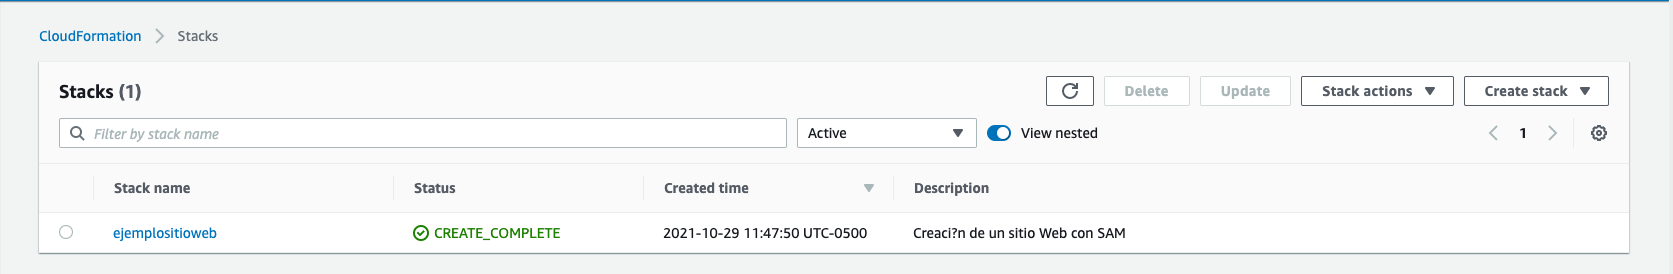 CloudFormation > Stacks
Stacks (1)
Delete
Update
Stack actions
Create stack
Filter by stack name
Active
View nested
1
Stack name Status Created time Description
ejemplositioweb CREATE_COMPLETE 2021-10-29 11:47:50 UTC-0500 Creaci?n de un sitio Web con SAM